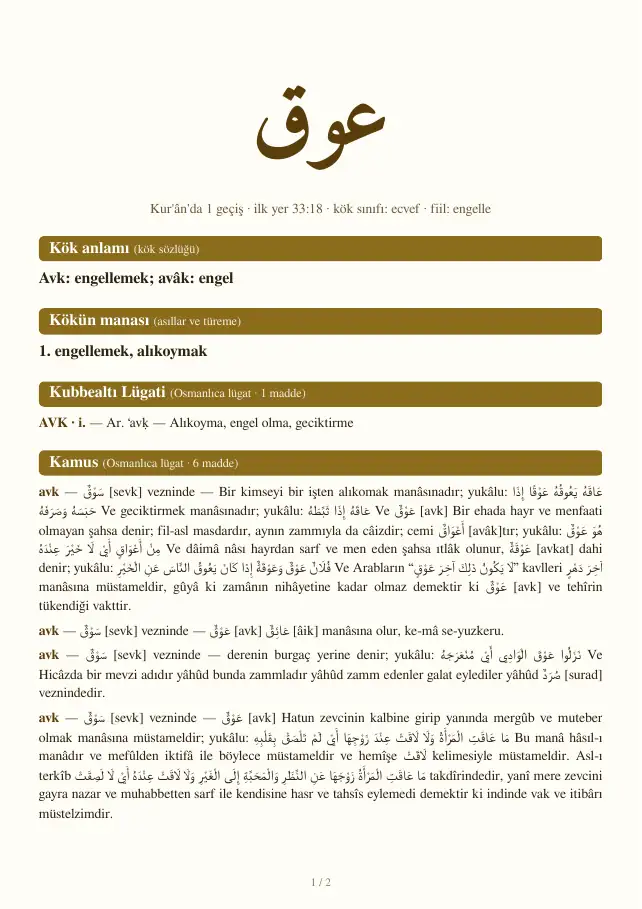 عوق
Kur'ân'da 1 geçiş · ilk yer 33:18 · kök sınıfı: ecvef · fiil: engelle
Kök anlamı (kök sözlüğü)
Avk: engellemek; avâk: engel
Kökün manası (asıllar ve türeme)
1. engellemek, alıkoymak
Kubbealtı Lügati (Osmanlıca lügat · 1 madde)
AVK · i. — Ar. ‘avḳ — Alıkoyma, engel olma, geciktirme
Kamus (Osmanlıca lügat · 6 madde)
avk — سَوْقٌ [sevk] vezninde — Bir kimseyi bir işten alıkomak manâsınadır; yukâlu: عَاقَهُ يَعُوقُهُ عَوْقًا إِذَا
حَبَسَهُ وَصَرَفَهُ Ve geciktirmek manâsınadır; yukâlu: عَاقَهُ إِذَا ثَبَّطَهُ Ve عَوْقٌ [avk] Bir ehada hayr ve menfaati
olmayan şahsa denir; fil-asl masdardır, aynın zammıyla da câizdir; cemi أَعْوَاقٌ [avâk]tır; yukâlu: هُوَ عَوْقٌ
مِنْ أَعْوَاقٍ أَيْ لَا خَيْرَ عِنْدَهُ Ve dâimâ nâsı hayrdan sarf ve men eden şahsa ıtlâk olunur, عَوْقَةٌ [avkat] dahi
denir; yukâlu: فُلَانٌ عَوْقٌ وَعَوْقَةٌ إِذَا كَانَ يَعُوقُ النَّاسَ عَنِ الْخَيْرِ Ve Arabların “لَا يَكُونُ ذَلِكَ آخِرَ عَوْقٍ” kavlleri آخِرَ دَهْرٍ
manâsına müstameldir, gûyâ ki zamânın nihâyetine kadar olmaz demektir ki عَوْقٌ [avk] ve tehîrin
tükendiği vakttir.
avk — سَوْقٌ [sevk] vezninde — عَوْقٌ [avk] عَائِقٌ [âik] manâsına olur, ke-mâ se-yuzkeru.
avk — سَوْقٌ [sevk] vezninde — derenin burgaç yerine denir; yukâlu: نَزَلُوا عَوْقَ الْوَادِي أَيْ مُنْعَرَجَهُ Ve
Hicâzda bir mevzi adıdır yâhûd bunda zammladır yâhûd zamm edenler galat eylediler yâhûd صُرَدٌ [surad]
veznindedir.
avk — سَوْقٌ [sevk] vezninde — عَوْقٌ [avk] Hatun zevcinin kalbine girip yanında mergûb ve muteber
olmak manâsına müstameldir; yukâlu: مَا عَاقَتِ الْمَرْأَةُ وَلَا لَاقَتْ عِنْدَ زَوْجِهَا أَيْ لَمْ تَلْصَقْ بِقَلْبِهِ Bu manâ hâsıl-ı
manâdır ve mefûlden iktifâ ile böylece müstameldir ve hemîşe لَاقَتْ kelimesiyle müstameldir. Asl-ı
terkîb مَا عَاقَتِ الْمَرْأَةُ زَوْجَهَا عَنِ النَّظَرِ وَالْمَحَبَّةِ إِلَى الْغَيْرِ وَلَا لَاقَتْ عِنْدَهُ أَيْ لَا لَصِقَتْ takdîrindedir, yanî mere zevcini
gayra nazar ve muhabbetten sarf ile kendisine hasr ve tahsîs eylemedi demektir ki indinde vak ve itibârı
müstelzimdir.
1 / 2